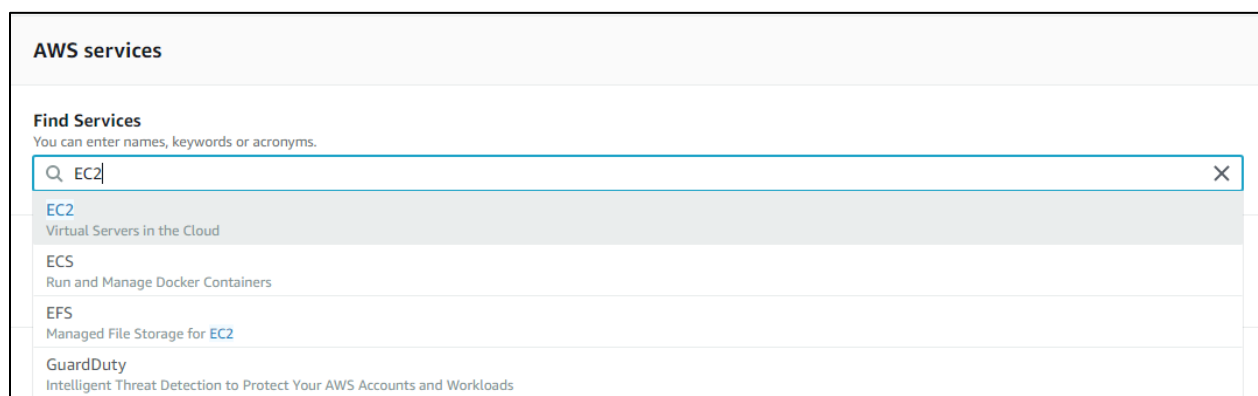 AWS services
Find Services
You can enter names, keywords or acronyms.
EC2
EC2
Virtual Servers in the Cloud
ECS
Run and Manage Docker Containers
EFS
Managed File Storage for EC2
GuardDuty
Intelligent Threat Detection to Protect Your AWS Accounts and Workloads